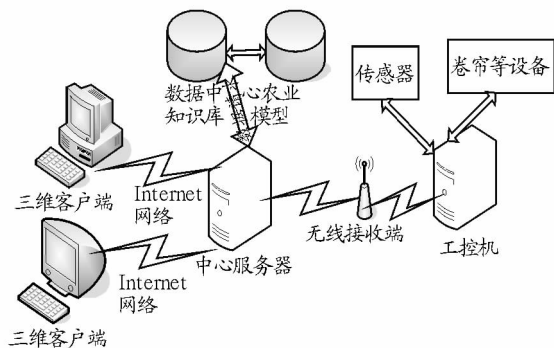 数据中心农业
知识库 模型
传感器
卷帘等设备
三维客户端
Internet
网络
中心服务器
无线接收端
工控机
Internet
网络
三维客户端